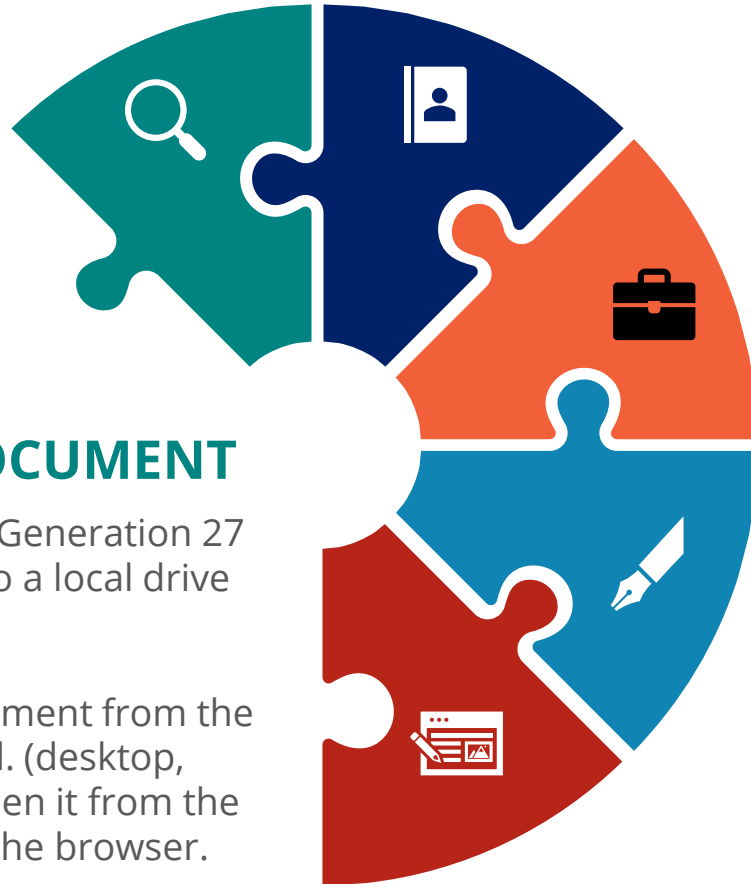 OCUMENT
Generation 27
o a local drive
ment from the
. (desktop,
en it from the
he browser.